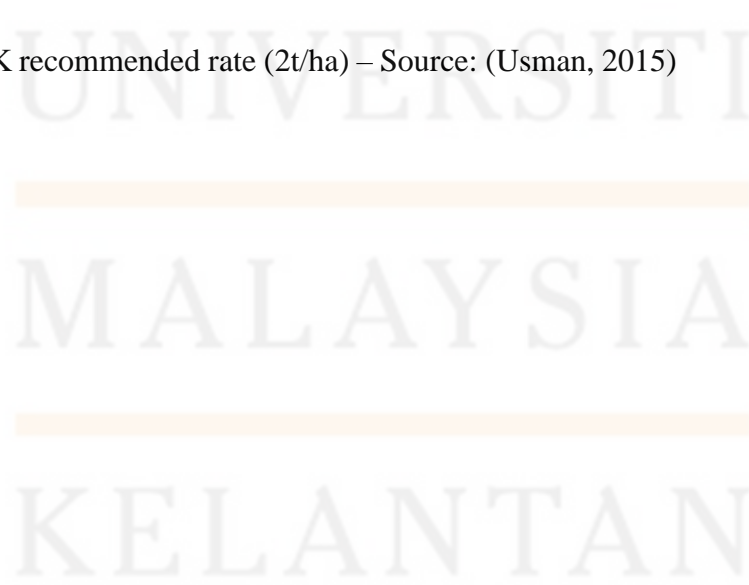 K recommended rate (2t/ha) – Source: (Usman, 2015)
UNIVERSITI
MALAYSIA
KELANTAN